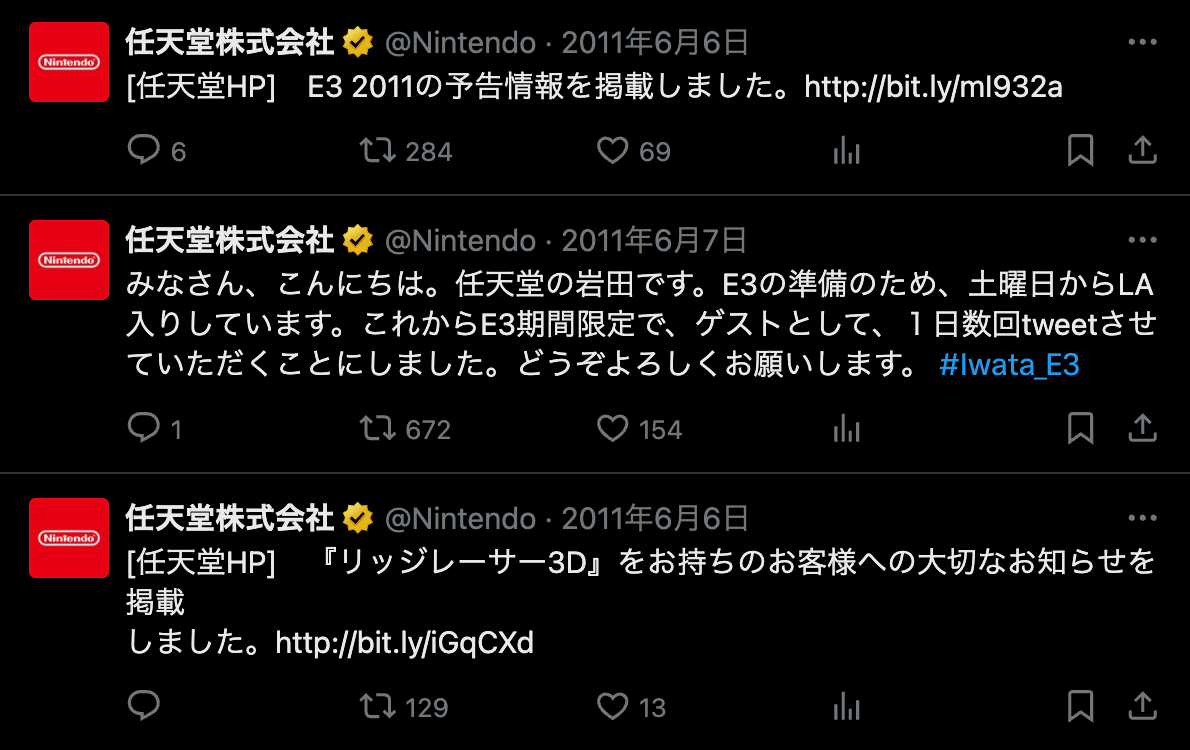 Nintendo
任天堂株式会社 @Nintendo · 2011年6月6日
[任天堂HP]　E3 2011の予告情報を掲載しました。http://bit.ly/mI932a
6 284 69
Nintendo
任天堂株式会社 @Nintendo · 2011年6月7日
みなさん、こんにちは。任天堂の岩田です。E3の準備のため、土曜日からLA
入りしています。これからE3期間限定で、ゲストとして、１日数回tweetさせ
ていただくことにしました。どうぞよろしくお願いします。 #Iwata_E3
1 672 154
Nintendo
任天堂株式会社 @Nintendo · 2011年6月6日
[任天堂HP]　『リッジレーサー3D』をお持ちのお客様への大切なお知らせを
掲載
しました。http://bit.ly/iGqCXd
129 13